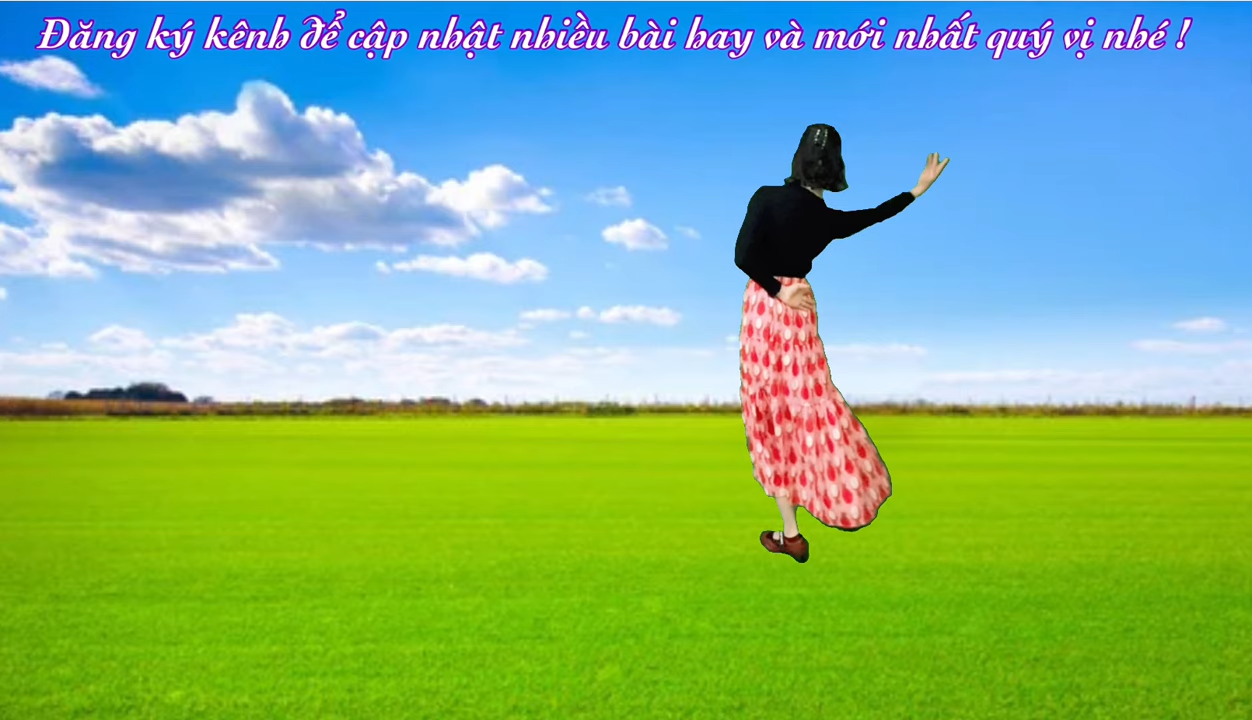 Đăng ký kênh để cập nhật nhiều bài hay và mới nhất quý vị nhé !